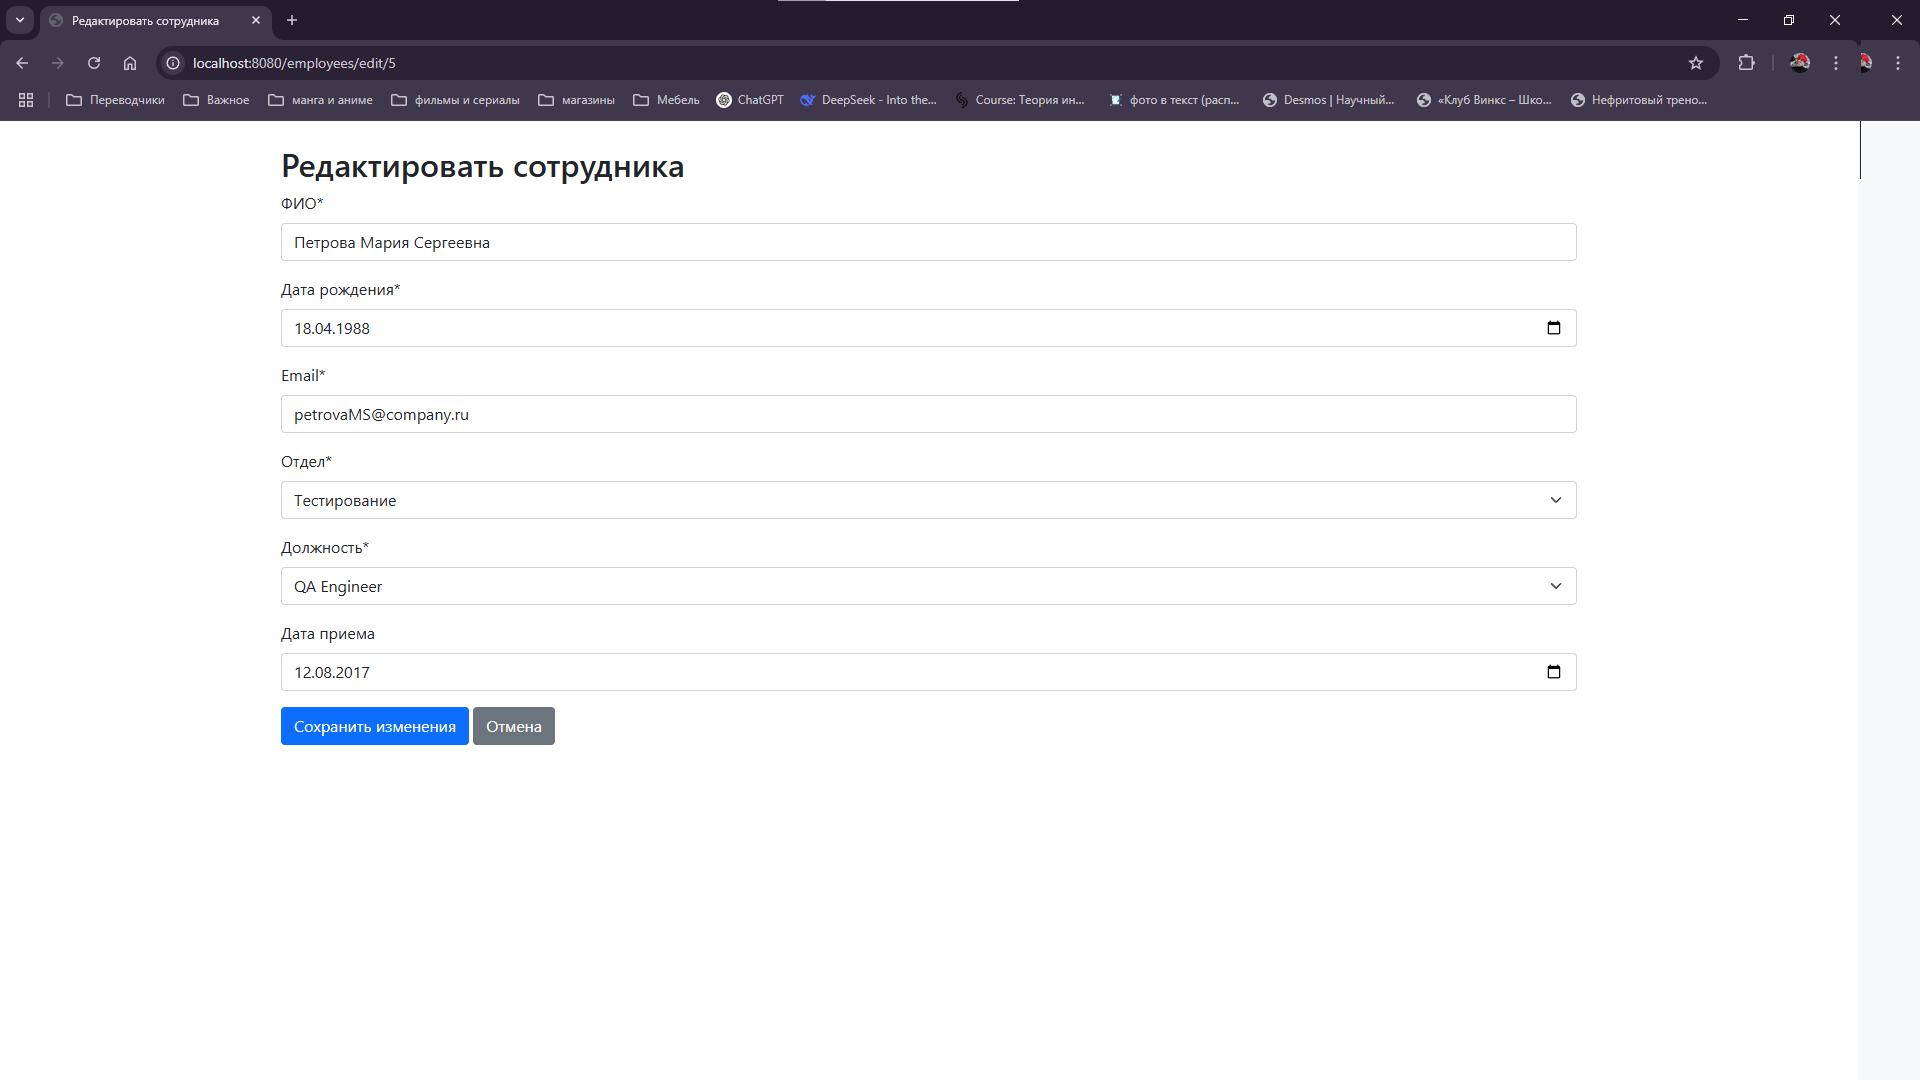 Редактировать сотрудника
localhost:8080/employees/edit/5
Переводчики Важное манга и аниме фильмы и сериалы магазины Мебель ChatGPT DeepSeek - Into the... Course: Теория ин... фото в текст (расп... Desmos | Научный... «Клуб Винкс – Шко... Нефритовый трено...
Редактировать сотрудника
ФИО*
Петрова Мария Сергеевна
Дата рождения*
18.04.1988
Email*
petrovaMS@company.ru
Отдел*
Тестирование
Должность*
QA Engineer
Дата приема
12.08.2017
Сохранить изменения Отмена